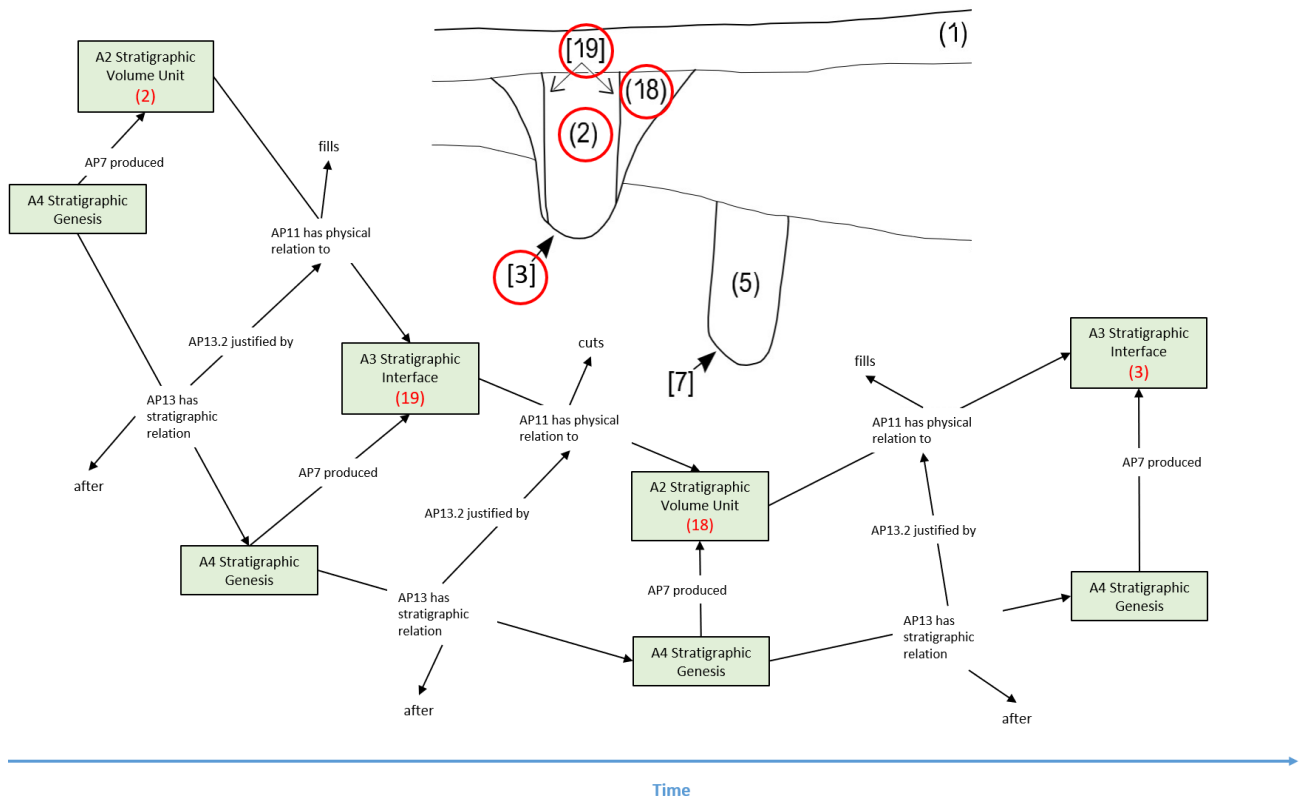 A2 Stratigraphic
Volume Unit
(2)
AP7 produced
A4 Stratigraphic
Genesis
fills
AP11 has physical
relation to
AP13.2 justified by
AP13 has
stratigraphic
relation
after
[19]
(1)
(18)
(2)
[3]
(5)
[7]
A3 Stratigraphic
Interface
(19)
AP7 produced
A4 Stratigraphic
Genesis
cuts
AP11 has physical
relation to
AP13.2 justified by
AP13 has
stratigraphic
relation
after
A2 Stratigraphic
Volume Unit
(18)
AP7 produced
A4 Stratigraphic
Genesis
fills
AP11 has physical
relation to
AP13.2 justified by
AP13 has
stratigraphic
relation
after
A3 Stratigraphic
Interface
(3)
AP7 produced
A4 Stratigraphic
Genesis
Time